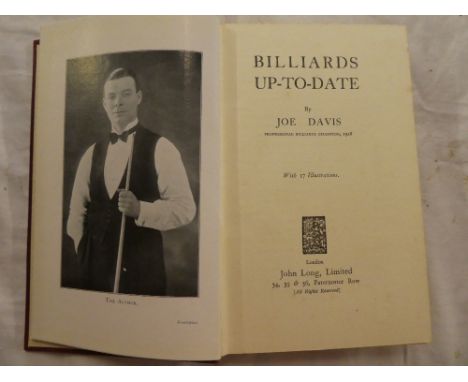 THE AUTHOR.
Frontispiece
BILLIARDS
UP-TO-DATE
By
JOE DAVIS
PROFESSIONAL BILLIARDS CHAMPION, 1928
With 17 Illustrations.
London
John Long, Limited
34, 35 & 36, Paternoster Row
[All Rights Reserved]